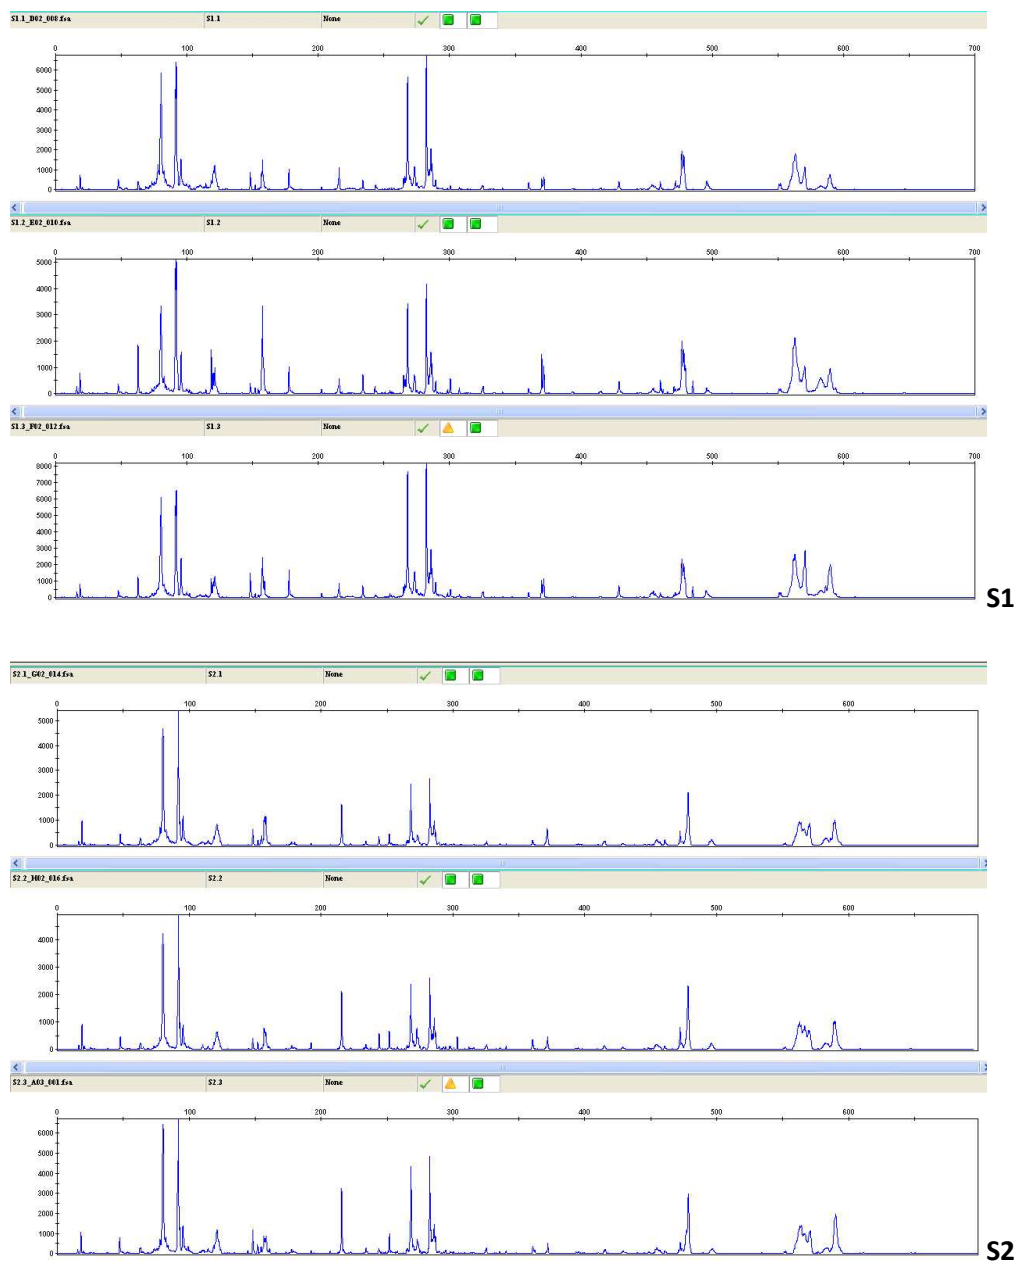 S1.1_D02_008.fsa S1.1 None
0 100 200 300 400 500 600 700
6000
5000
4000
3000
2000
1000
0
S1.2_E02_010.fsa S1.2 None
0 100 200 300 400 500 600 700
5000
4000
3000
2000
1000
0
S1.3_F02_012.fsa S1.3 None
0 100 200 300 400 500 600 700
8000
7000
6000
5000
4000
3000
2000
1000
0
S1
S2.1_G02_014.fsa S2.1 None
0 100 200 300 400 500 600
5000
4000
3000
2000
1000
0
S2.2_H02_016.fsa S2.2 None
0 100 200 300 400 500 600
4000
3000
2000
1000
0
S2.3_A03_001.fsa S2.3 None
0 100 200 300 400 500 600
6000
5000
4000
3000
2000
1000
0
S2